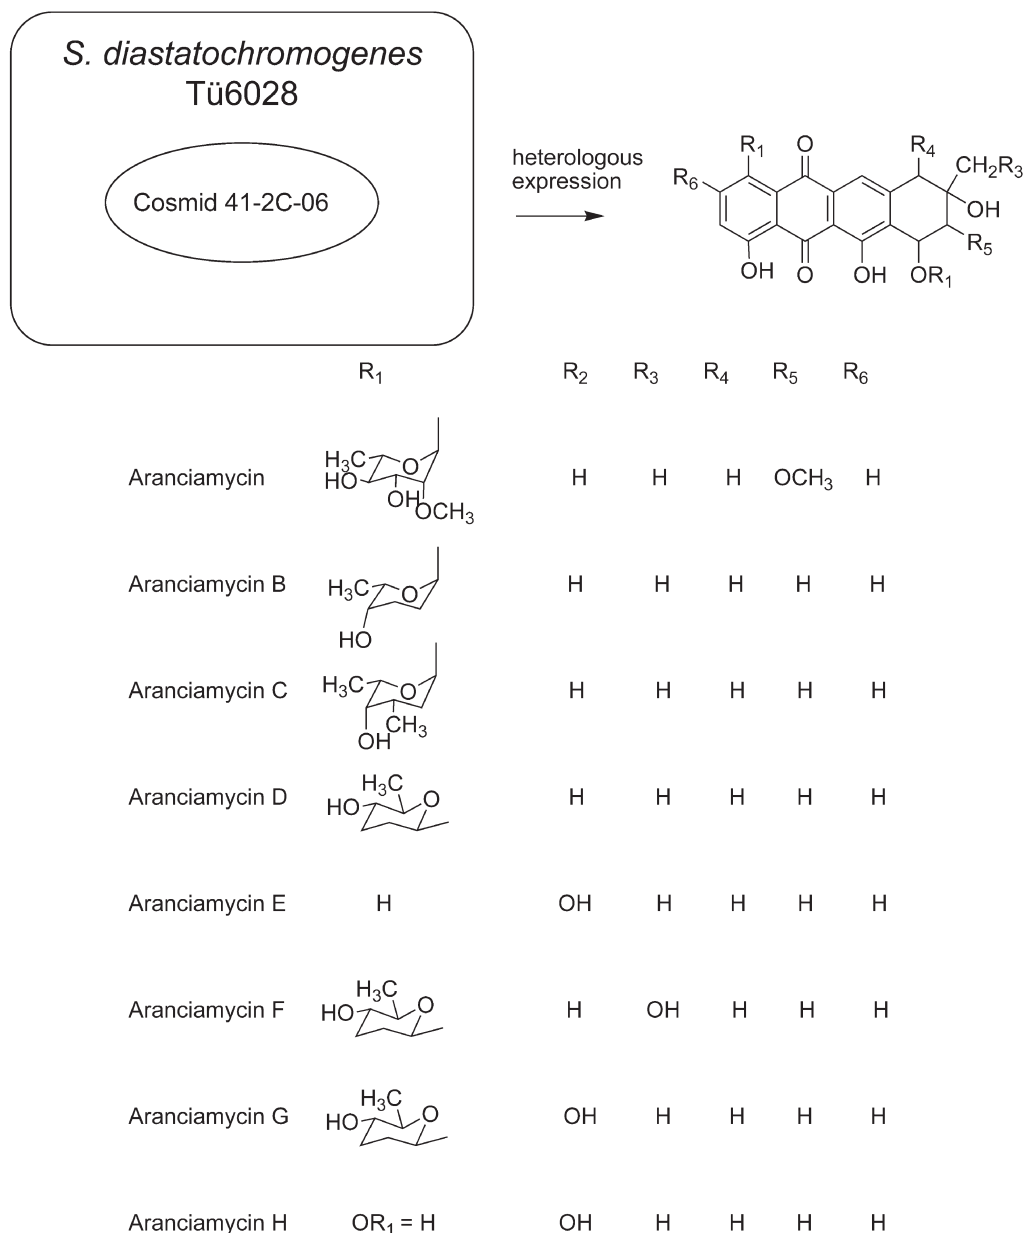 S. diastatochromogenes
Tü6028
Cosmid 41-2C-06
heterologous
expression
R1 O R4
R6 CH2R3
OH
R5
OH O OH OR1
R1 R2 R3 R4 R5 R6
Aranciamycin H3C O HO OH OCH3 H H H OCH3 H
Aranciamycin B H3C O HO H H H H H
Aranciamycin C H3C O CH3 OH H H H H H
Aranciamycin D H3C HO O H H H H H
Aranciamycin E H OH H H H H
Aranciamycin F H3C HO O H OH H H H
Aranciamycin G H3C HO O OH H H H H
Aranciamycin H OR1 = H OH H H H H